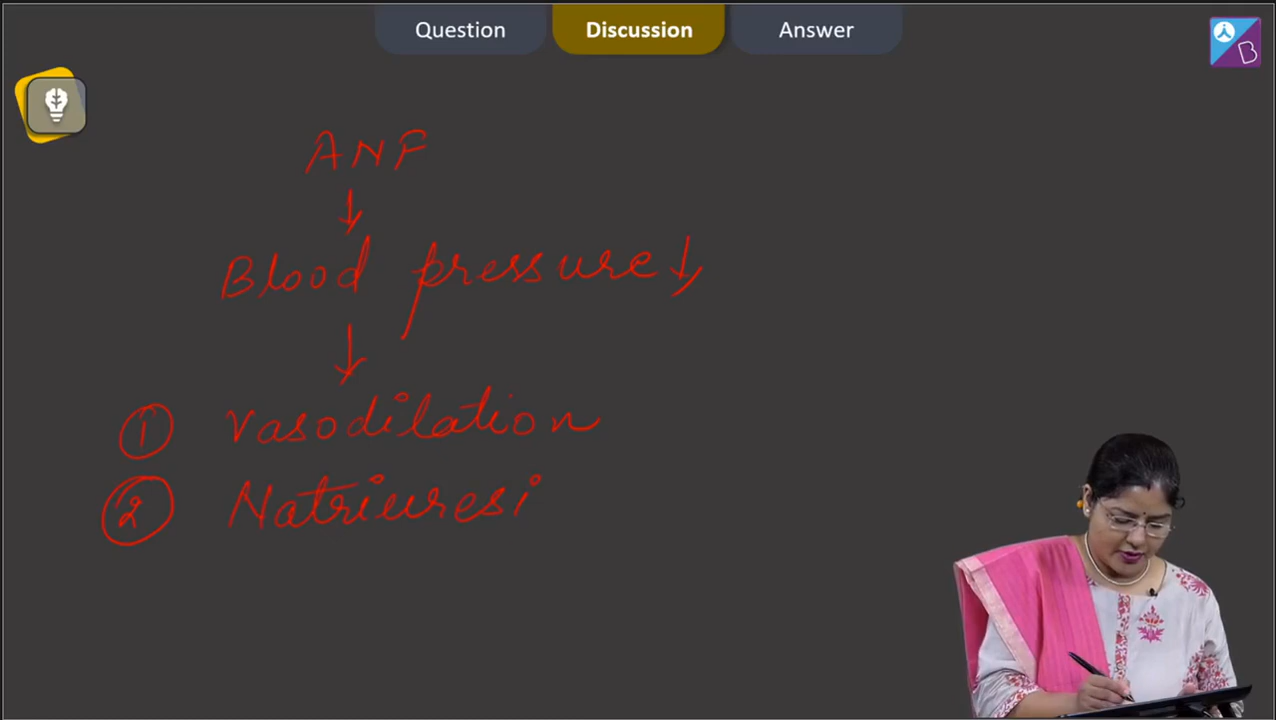 Question Discussion Answer
B
ANF
↓
Blood pressure↓
↓
① Vasodilation
② Natriuresi